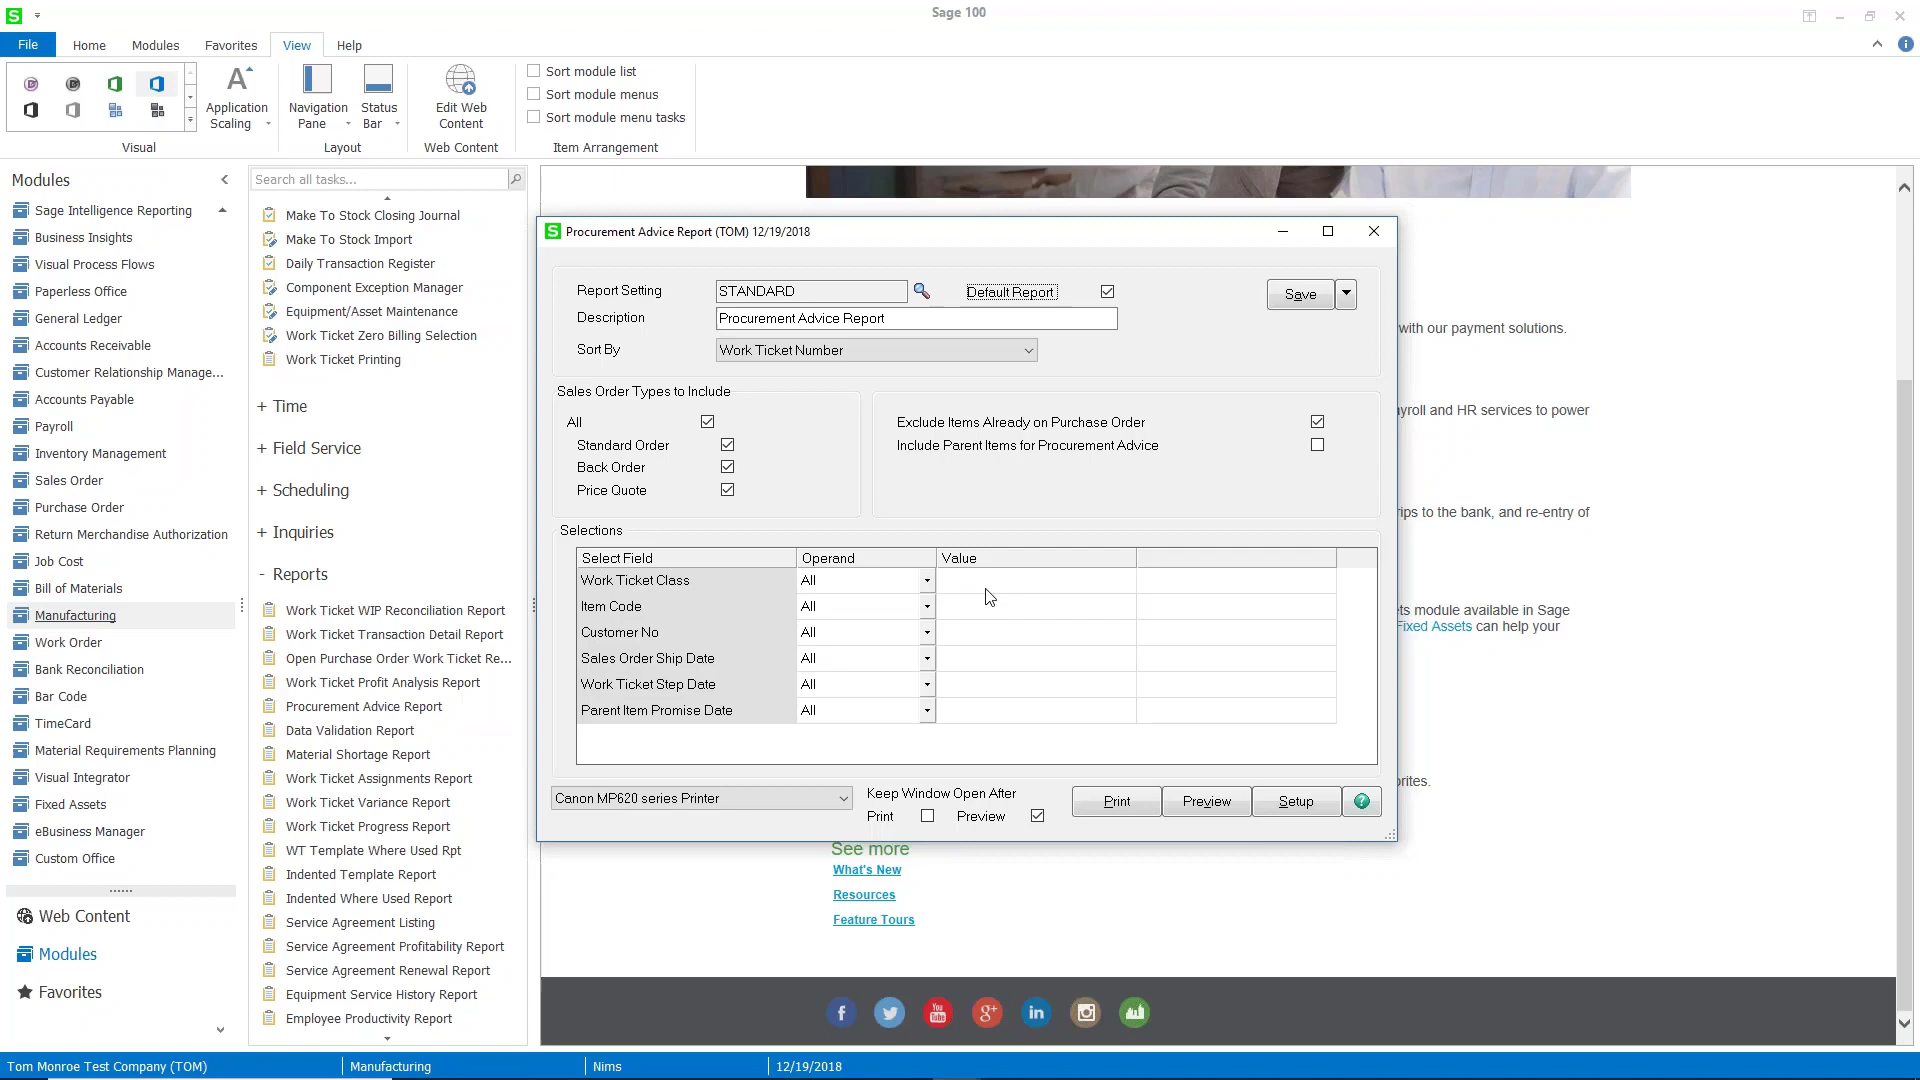 Sage 100
File
Home
Modules
Favorites
View
Help
Application Scaling
Navigation Pane
Status Bar
Edit Web Content
Sort module list
Sort module menus
Sort module menu tasks
Visual
Layout
Web Content
Item Arrangement
Modules
Sage Intelligence Reporting
Business Insights
Visual Process Flows
Paperless Office
General Ledger
Accounts Receivable
Customer Relationship Manage...
Accounts Payable
Payroll
Inventory Management
Sales Order
Purchase Order
Return Merchandise Authorization
Job Cost
Bill of Materials
Manufacturing
Work Order
Bank Reconciliation
Bar Code
TimeCard
Material Requirements Planning
Visual Integrator
Fixed Assets
eBusiness Manager
Custom Office
Web Content
Modules
Favorites
Search all tasks...
Make To Stock Closing Journal
Make To Stock Import
Daily Transaction Register
Component Exception Manager
Equipment/Asset Maintenance
Work Ticket Zero Billing Selection
Work Ticket Printing
+ Time
+ Field Service
+ Scheduling
+ Inquiries
- Reports
Work Ticket WIP Reconciliation Report
Work Ticket Transaction Detail Report
Open Purchase Order Work Ticket Re...
Work Ticket Profit Analysis Report
Procurement Advice Report
Data Validation Report
Material Shortage Report
Work Ticket Assignments Report
Work Ticket Variance Report
Work Ticket Progress Report
WT Template Where Used Rpt
Indented Template Report
Indented Where Used Report
Service Agreement Listing
Service Agreement Profitability Report
Service Agreement Renewal Report
Equipment Service History Report
Employee Productivity Report
Procurement Advice Report (TOM) 12/19/2018
Report Setting STANDARD Default Report Save
Description Procurement Advice Report
Sort By Work Ticket Number
Sales Order Types to Include
All
Standard Order
Back Order
Price Quote
Exclude Items Already on Purchase Order
Include Parent Items for Procurement Advice
Selections
Select Field Operand Value
Work Ticket Class All
Item Code All
Customer No All
Sales Order Ship Date All
Work Ticket Step Date All
Parent Item Promise Date All
Canon MP620 series Printer
Keep Window Open After
Print Preview
Print Preview Setup
with our payment solutions.
yroll and HR services to power
rips to the bank, and re-entry of
ets module available in Sage
Fixed Assets can help your
orites.
See more
What's New
Resources
Feature Tours
You Tube
Tom Monroe Test Company (TOM)
Manufacturing
Nims
12/19/2018